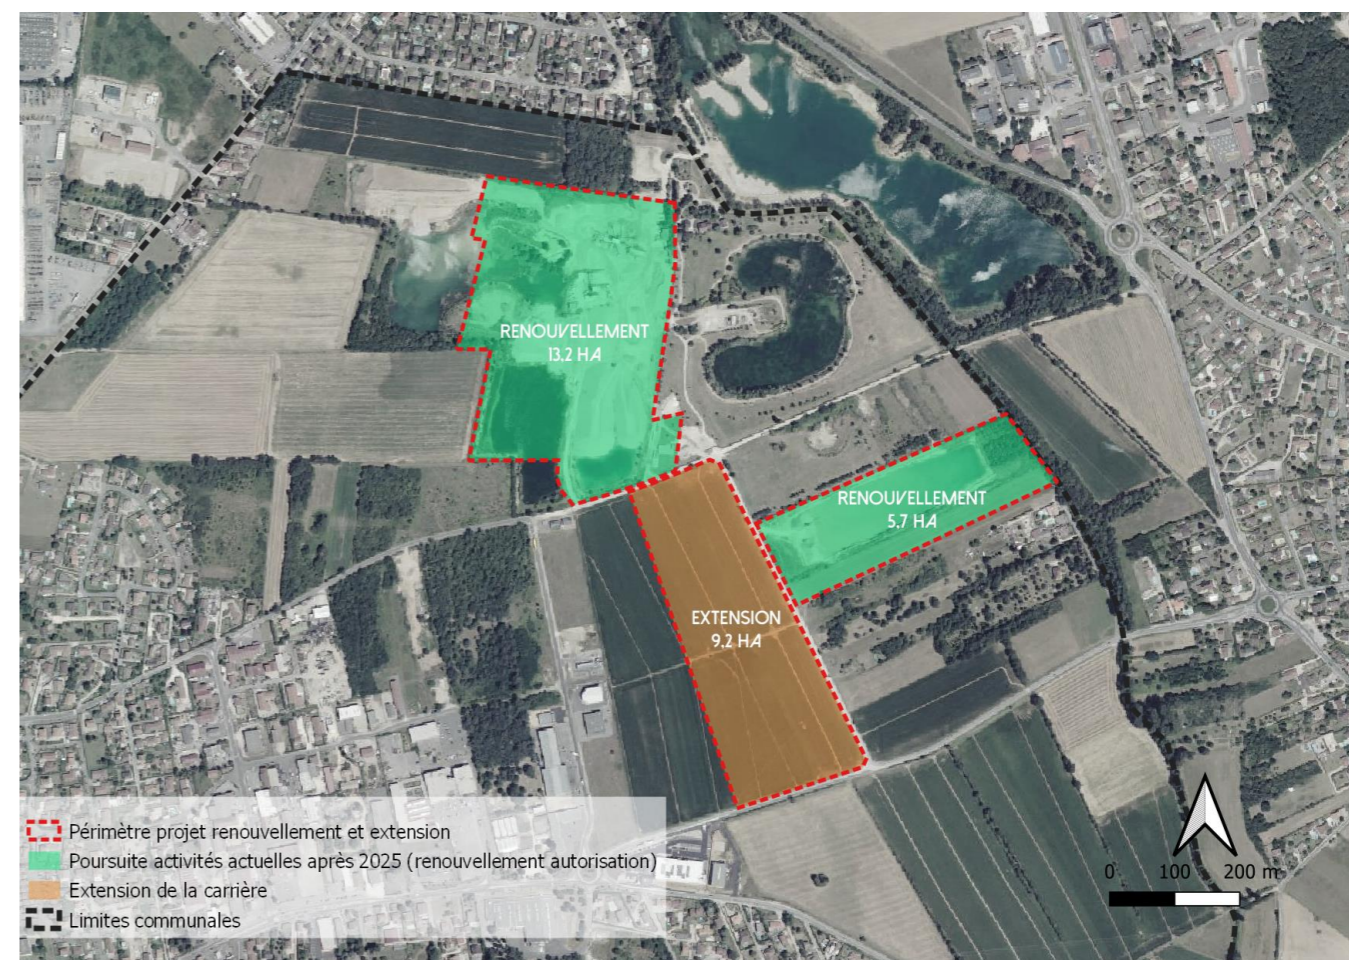 RENOUVELLEMENT
13,2 HA
RENOUVELLEMENT
5,7 HA
EXTENSION
9,2 HA
Périmètre projet renouvellement et extension
Poursuite activités actuelles après 2025 (renouvellement autorisation)
Extension de la carrière
Limites communales
0 100 200 m